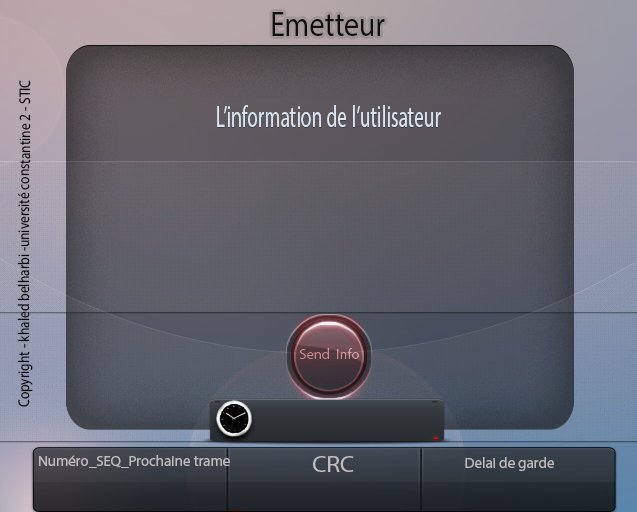 Emetteur
L'information de l'utilisateur
Copyright - khaled belharbi -université constantine 2 - STIC
Send Info
Numéro_SEQ_Prochaine trame
CRC
Delai de garde